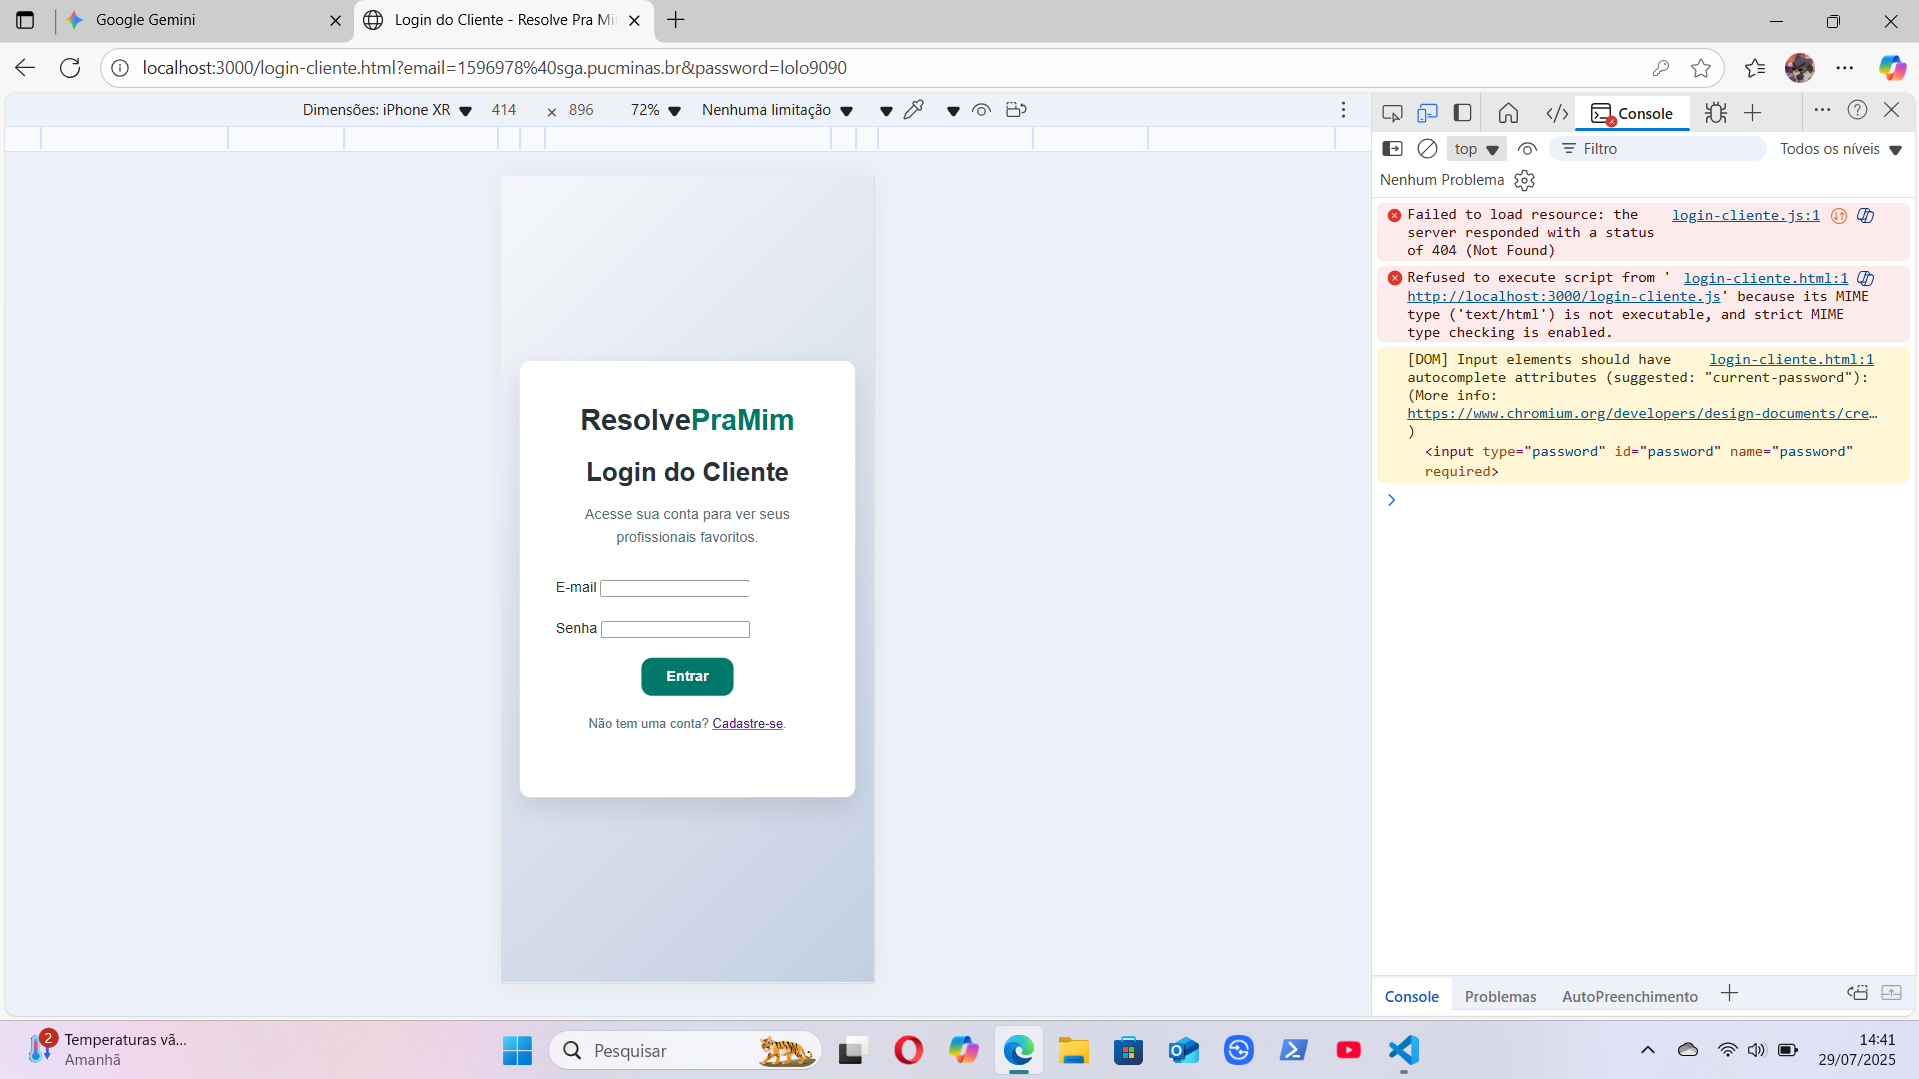 Google Gemini
Login do Cliente - Resolve Pra Mi
localhost:3000/login-cliente.html?email=1596978%40sga.pucminas.br&password=lolo9090
Dimensões: iPhone XR 414 × 896 72% Nenhuma limitação
Console
top Filtro Todos os níveis
Nenhum Problema
Failed to load resource: the login-cliente.js:1
server responded with a status
of 404 (Not Found)
Refused to execute script from ' login-cliente.html:1
http://localhost:3000/login-cliente.js' because its MIME
type ('text/html') is not executable, and strict MIME
type checking is enabled.
[DOM] Input elements should have login-cliente.html:1
autocomplete attributes (suggested: "current-password"):
(More info:
https://www.chromium.org/developers/design-documents/cre…
)
<input type="password" id="password" name="password"
required>
ResolvePraMim
Login do Cliente
Acesse sua conta para ver seus
profissionais favoritos.
E-mail
Senha
Entrar
Não tem uma conta? Cadastre-se.
Console Problemas AutoPreenchimento
2
Temperaturas vã...
Amanhã
Pesquisar
14:41
29/07/2025